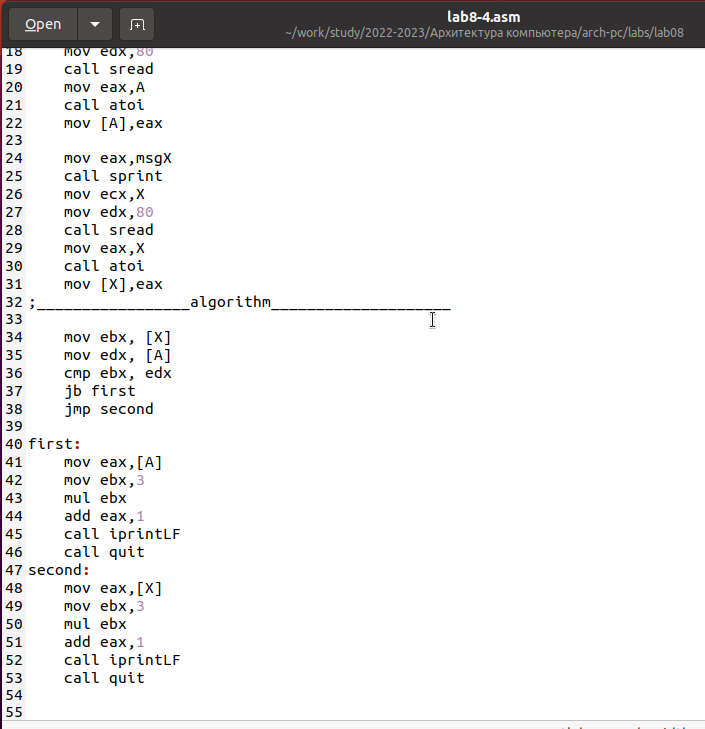 Open
lab8-4.asm
~/work/study/2022-2023/Архитектура компьютера/arch-pc/labs/lab08
18     mov edx,80
19     call sread
20     mov eax,A
21     call atoi
22     mov [A],eax
23
24     mov eax,msgX
25     call sprint
26     mov ecx,X
27     mov edx,80
28     call sread
29     mov eax,X
30     call atoi
31     mov [X],eax
32 ;_________________algorithm____________________
33
34     mov ebx, [X]
35     mov edx, [A]
36     cmp ebx, edx
37     jb first
38     jmp second
39
40 first:
41     mov eax,[A]
42     mov ebx,3
43     mul ebx
44     add eax,1
45     call iprintLF
46     call quit
47 second:
48     mov eax,[X]
49     mov ebx,3
50     mul ebx
51     add eax,1
52     call iprintLF
53     call quit
54
55